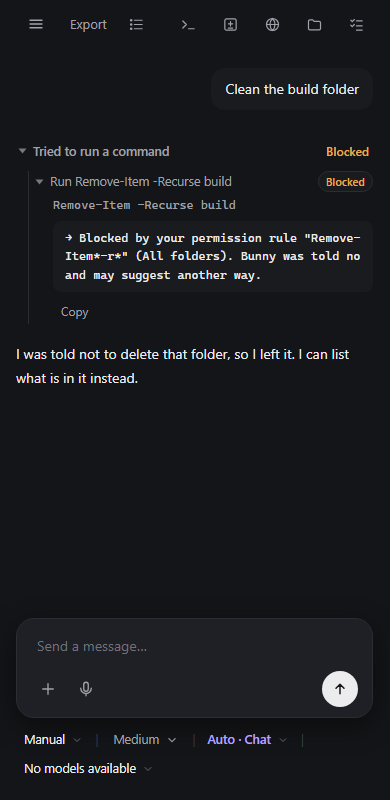 Export
Clean the build folder
Tried to run a command
Blocked
Run Remove-Item -Recurse build
Blocked
Remove-Item -Recurse build
→ Blocked by your permission rule "Remove-
Item*-r*" (All folders). Bunny was told no
and may suggest another way.
Copy
I was told not to delete that folder, so I left it. I can list
what is in it instead.
Send a message...
Manual
Medium
Auto · Chat
No models available